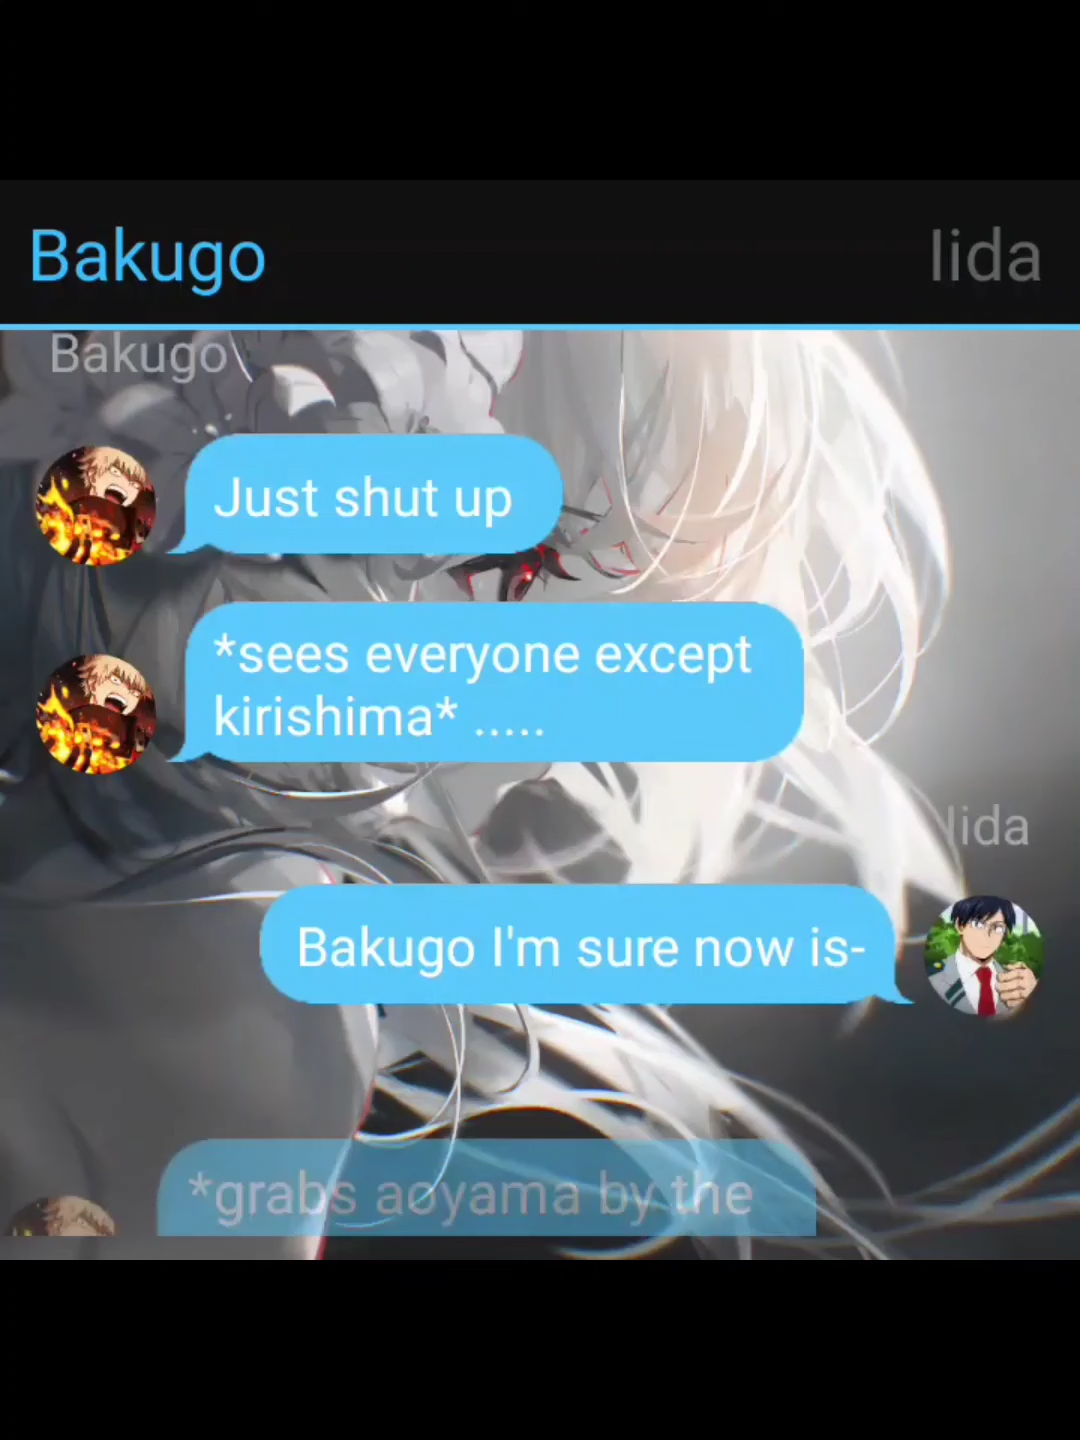 Bakugo
Iida
Bakugo
Just shut up
*sees everyone except
kirishima* .....
Iida
Bakugo I'm sure now is-
*grabs aoyama by the